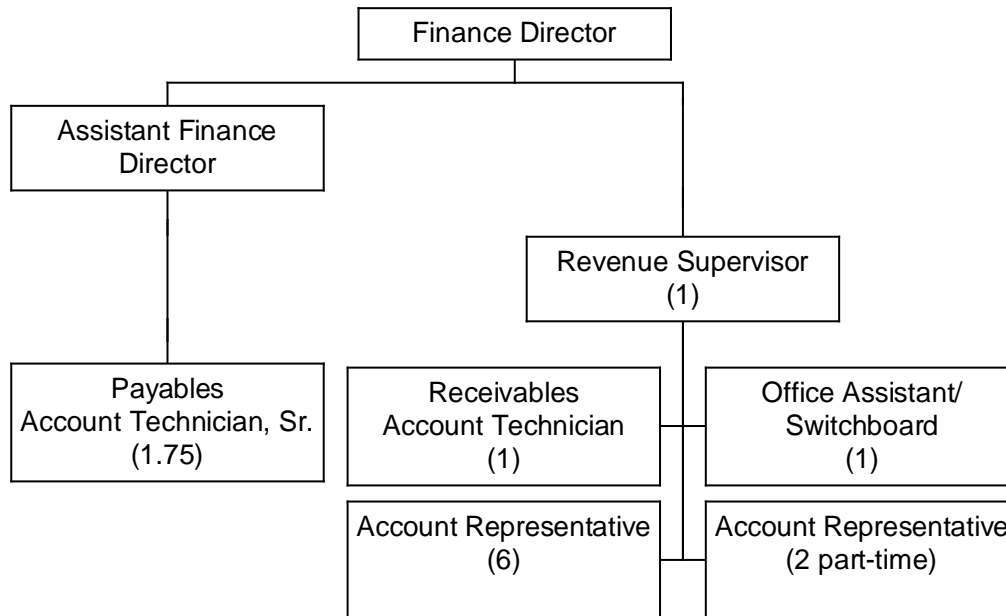 Finance Director
Assistant Finance
Director
Revenue Supervisor
(1)
Payables
Account Technician, Sr.
(1.75)
Receivables
Account Technician
(1)
Office Assistant/
Switchboard
(1)
Account Representative
(6)
Account Representative
(2 part-time)